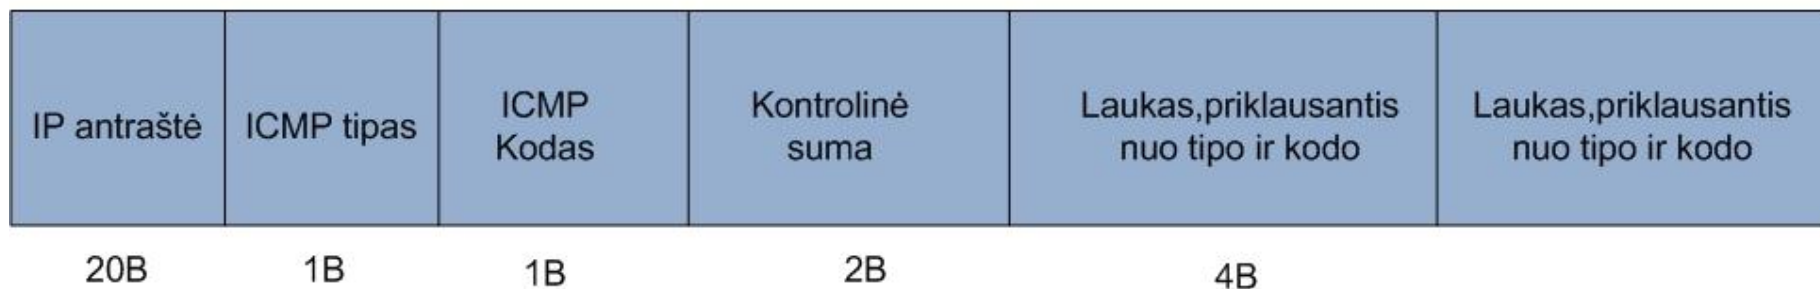 IP antraštė
ICMP tipas
ICMP
Kodas
Kontrolinė
suma
Laukas,priklausantis
nuo tipo ir kodo
Laukas,priklausantis
nuo tipo ir kodo
20B
1B
1B
2B
4B